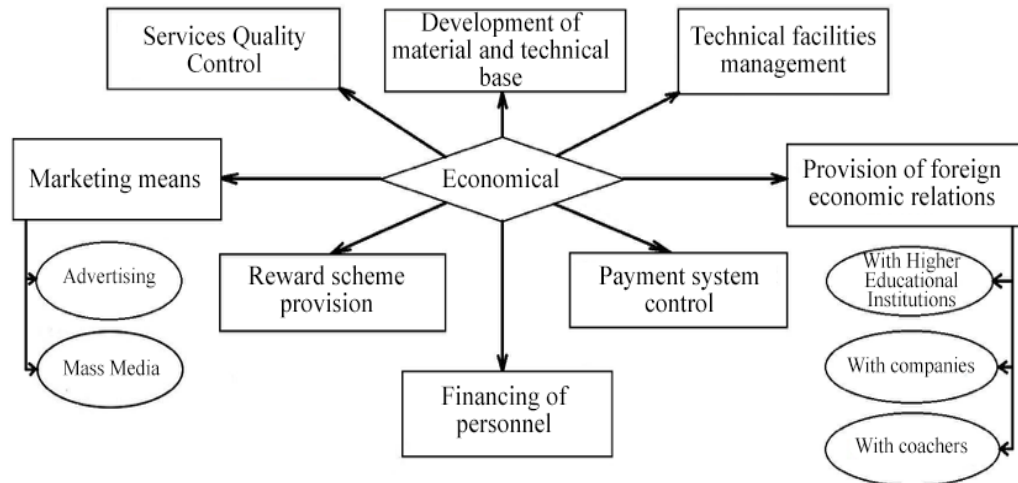 Services Quality
Control
Development of
material and technical
base
Technical facilities
management
Marketing means
Economical
Provision of foreign
economic relations
Advertising
Mass Media
Reward scheme
provision
Payment system
control
Financing of
personnel
With Higher
Educational
Institutions
With companies
With coachers